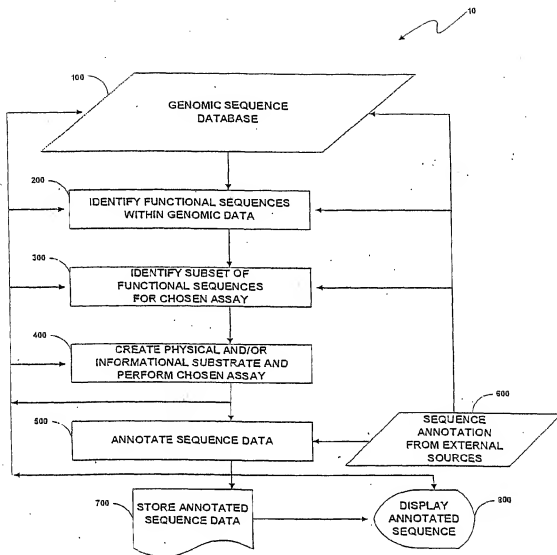 10
100
GENOMIC SEQUENCE
DATABASE
200
IDENTIFY FUNCTIONAL SEQUENCES
WITHIN GENOMIC DATA
300
IDENTIFY SUBSET OF
FUNCTIONAL SEQUENCES
FOR CHOSEN ASSAY
400
CREATE PHYSICAL AND/OR
INFORMATIONAL SUBSTRATE AND
PERFORM CHOSEN ASSAY
500
ANNOTATE SEQUENCE DATA
600
SEQUENCE
ANNOTATION
FROM EXTERNAL
SOURCES
700
STORE ANNOTATED
SEQUENCE DATA
DISPLAY
ANNOTATED
SEQUENCE
800